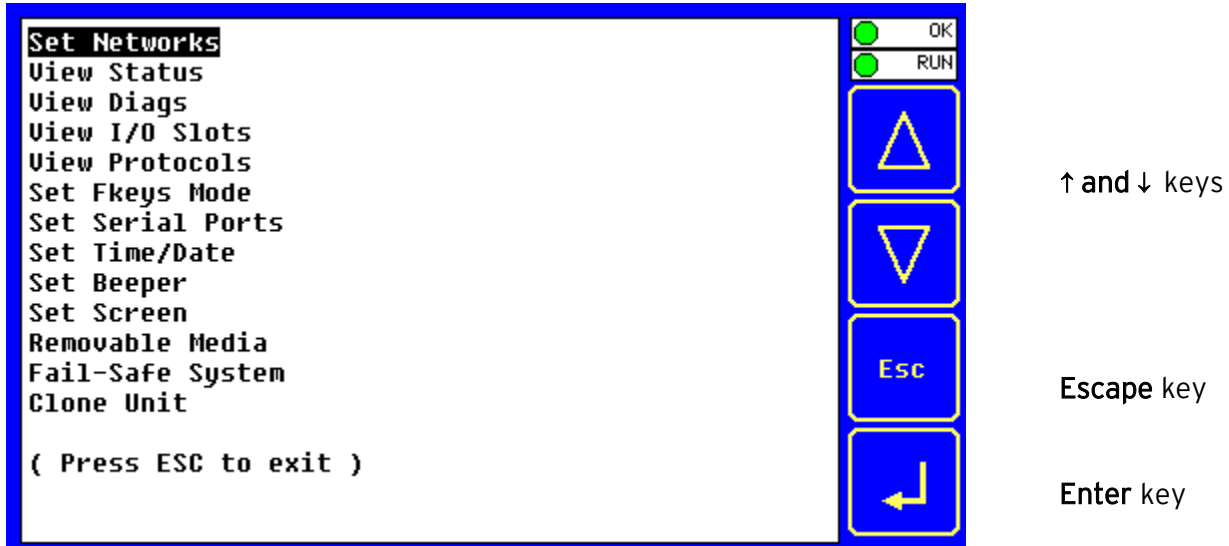 Set Networks
View Status
View Diags
View I/O Slots
View Protocols
Set Fkeys Mode
Set Serial Ports
Set Time/Date
Set Beeper
Set Screen
Removable Media
Fail-Safe System
Clone Unit
( Press ESC to exit )
OK
RUN
Esc
↑ and ↓ keys
Escape key
Enter key